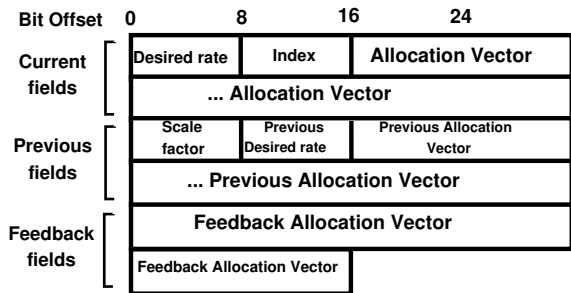 Bit Offset 0 8 16 24
Current fields
Desired rate Index Allocation Vector
... Allocation Vector
Previous fields
Scale factor Previous Desired rate Previous Allocation Vector
... Previous Allocation Vector
Feedback fields
Feedback Allocation Vector
Feedback Allocation Vector